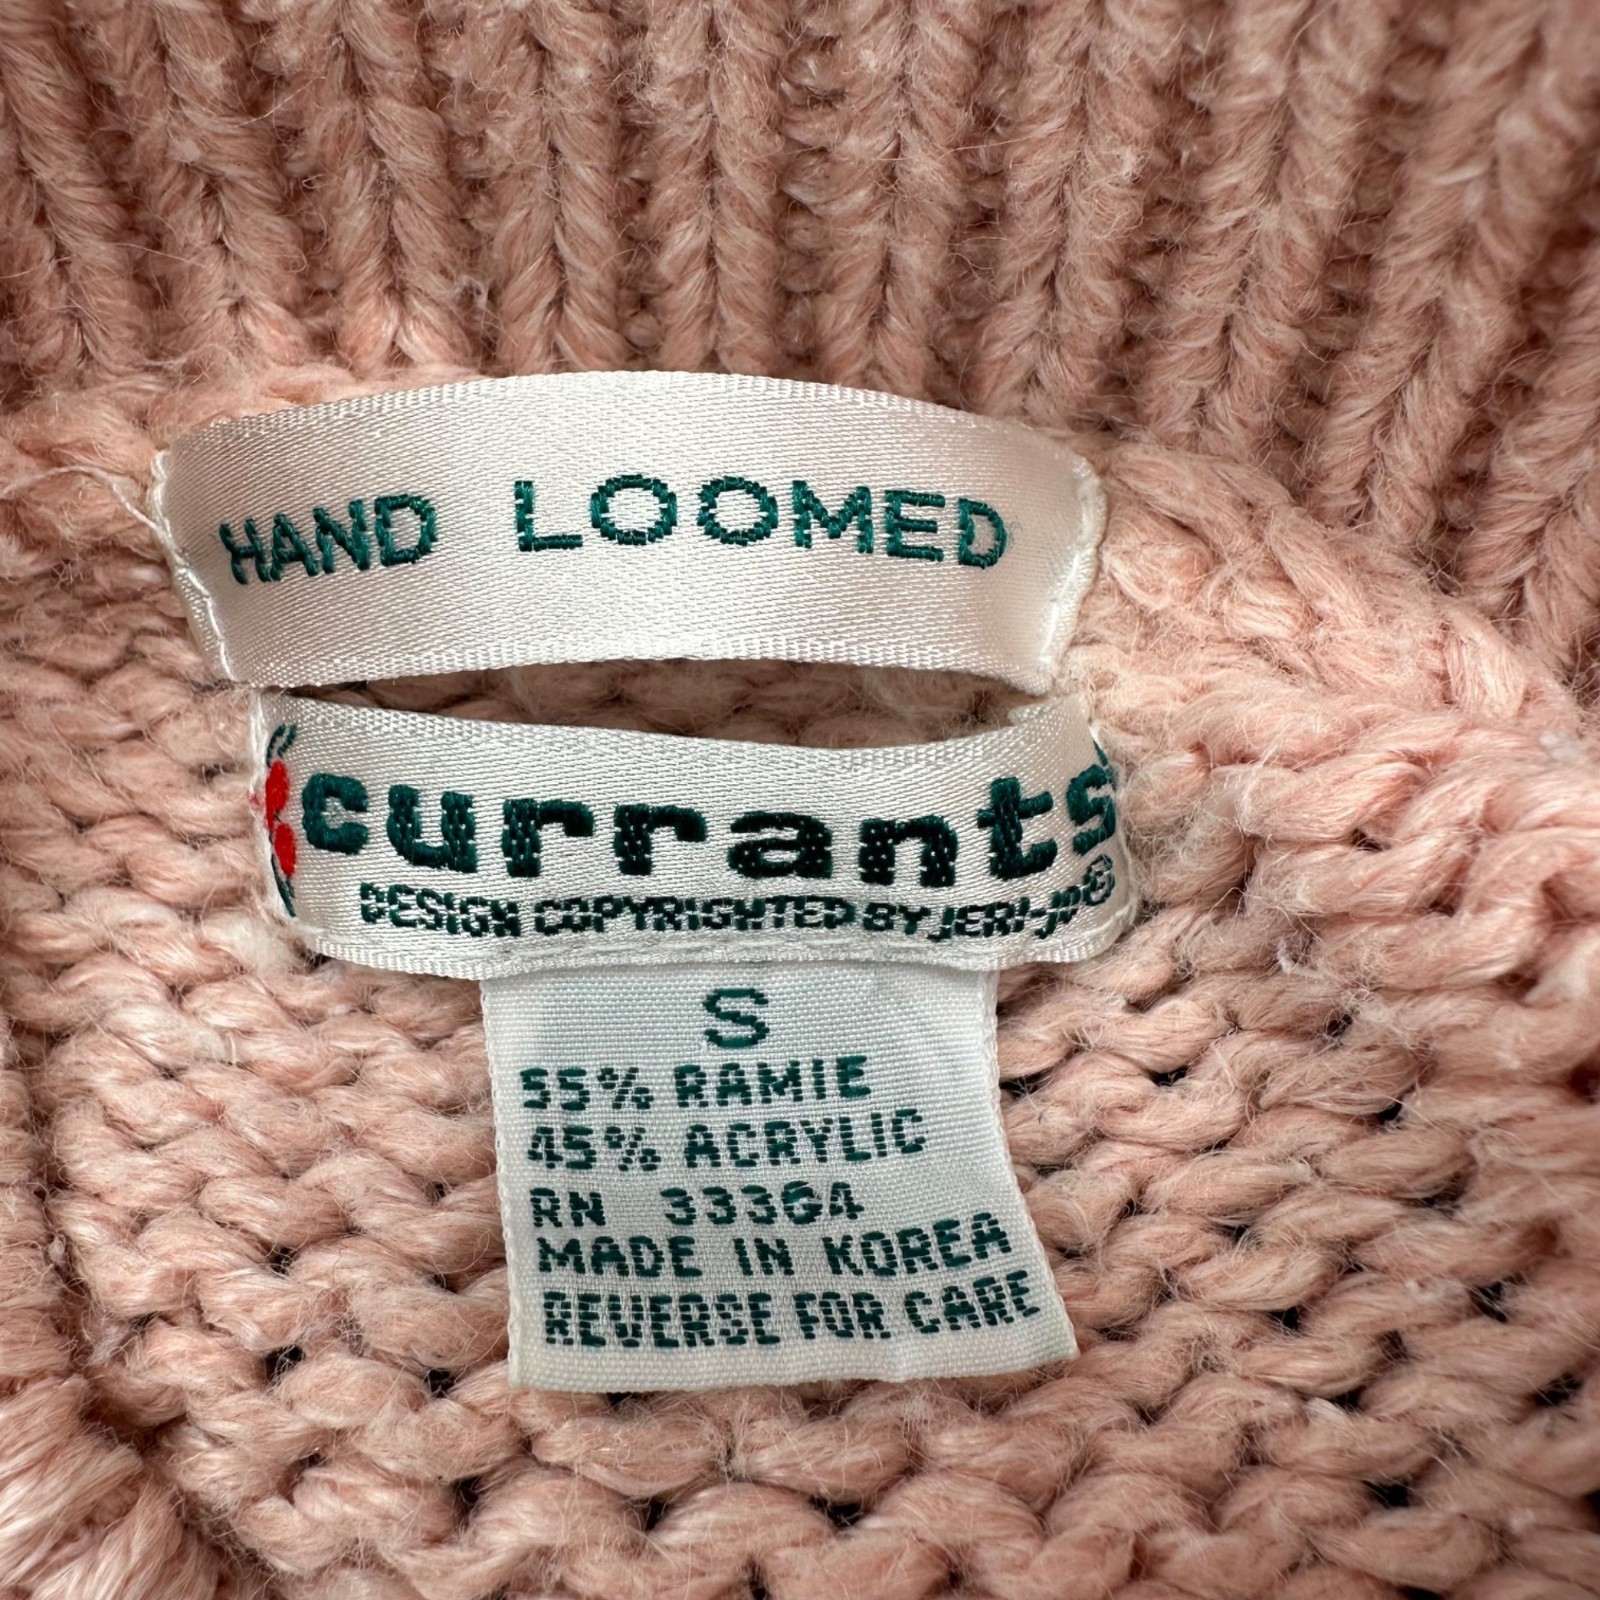 HAND LOOMED
currants
DESIGN COPYRIGHTED BY JERI-JO®
S
55% RAMIE
45% ACRYLIC
RN 33364
MADE IN KOREA
REVERSE FOR CARE